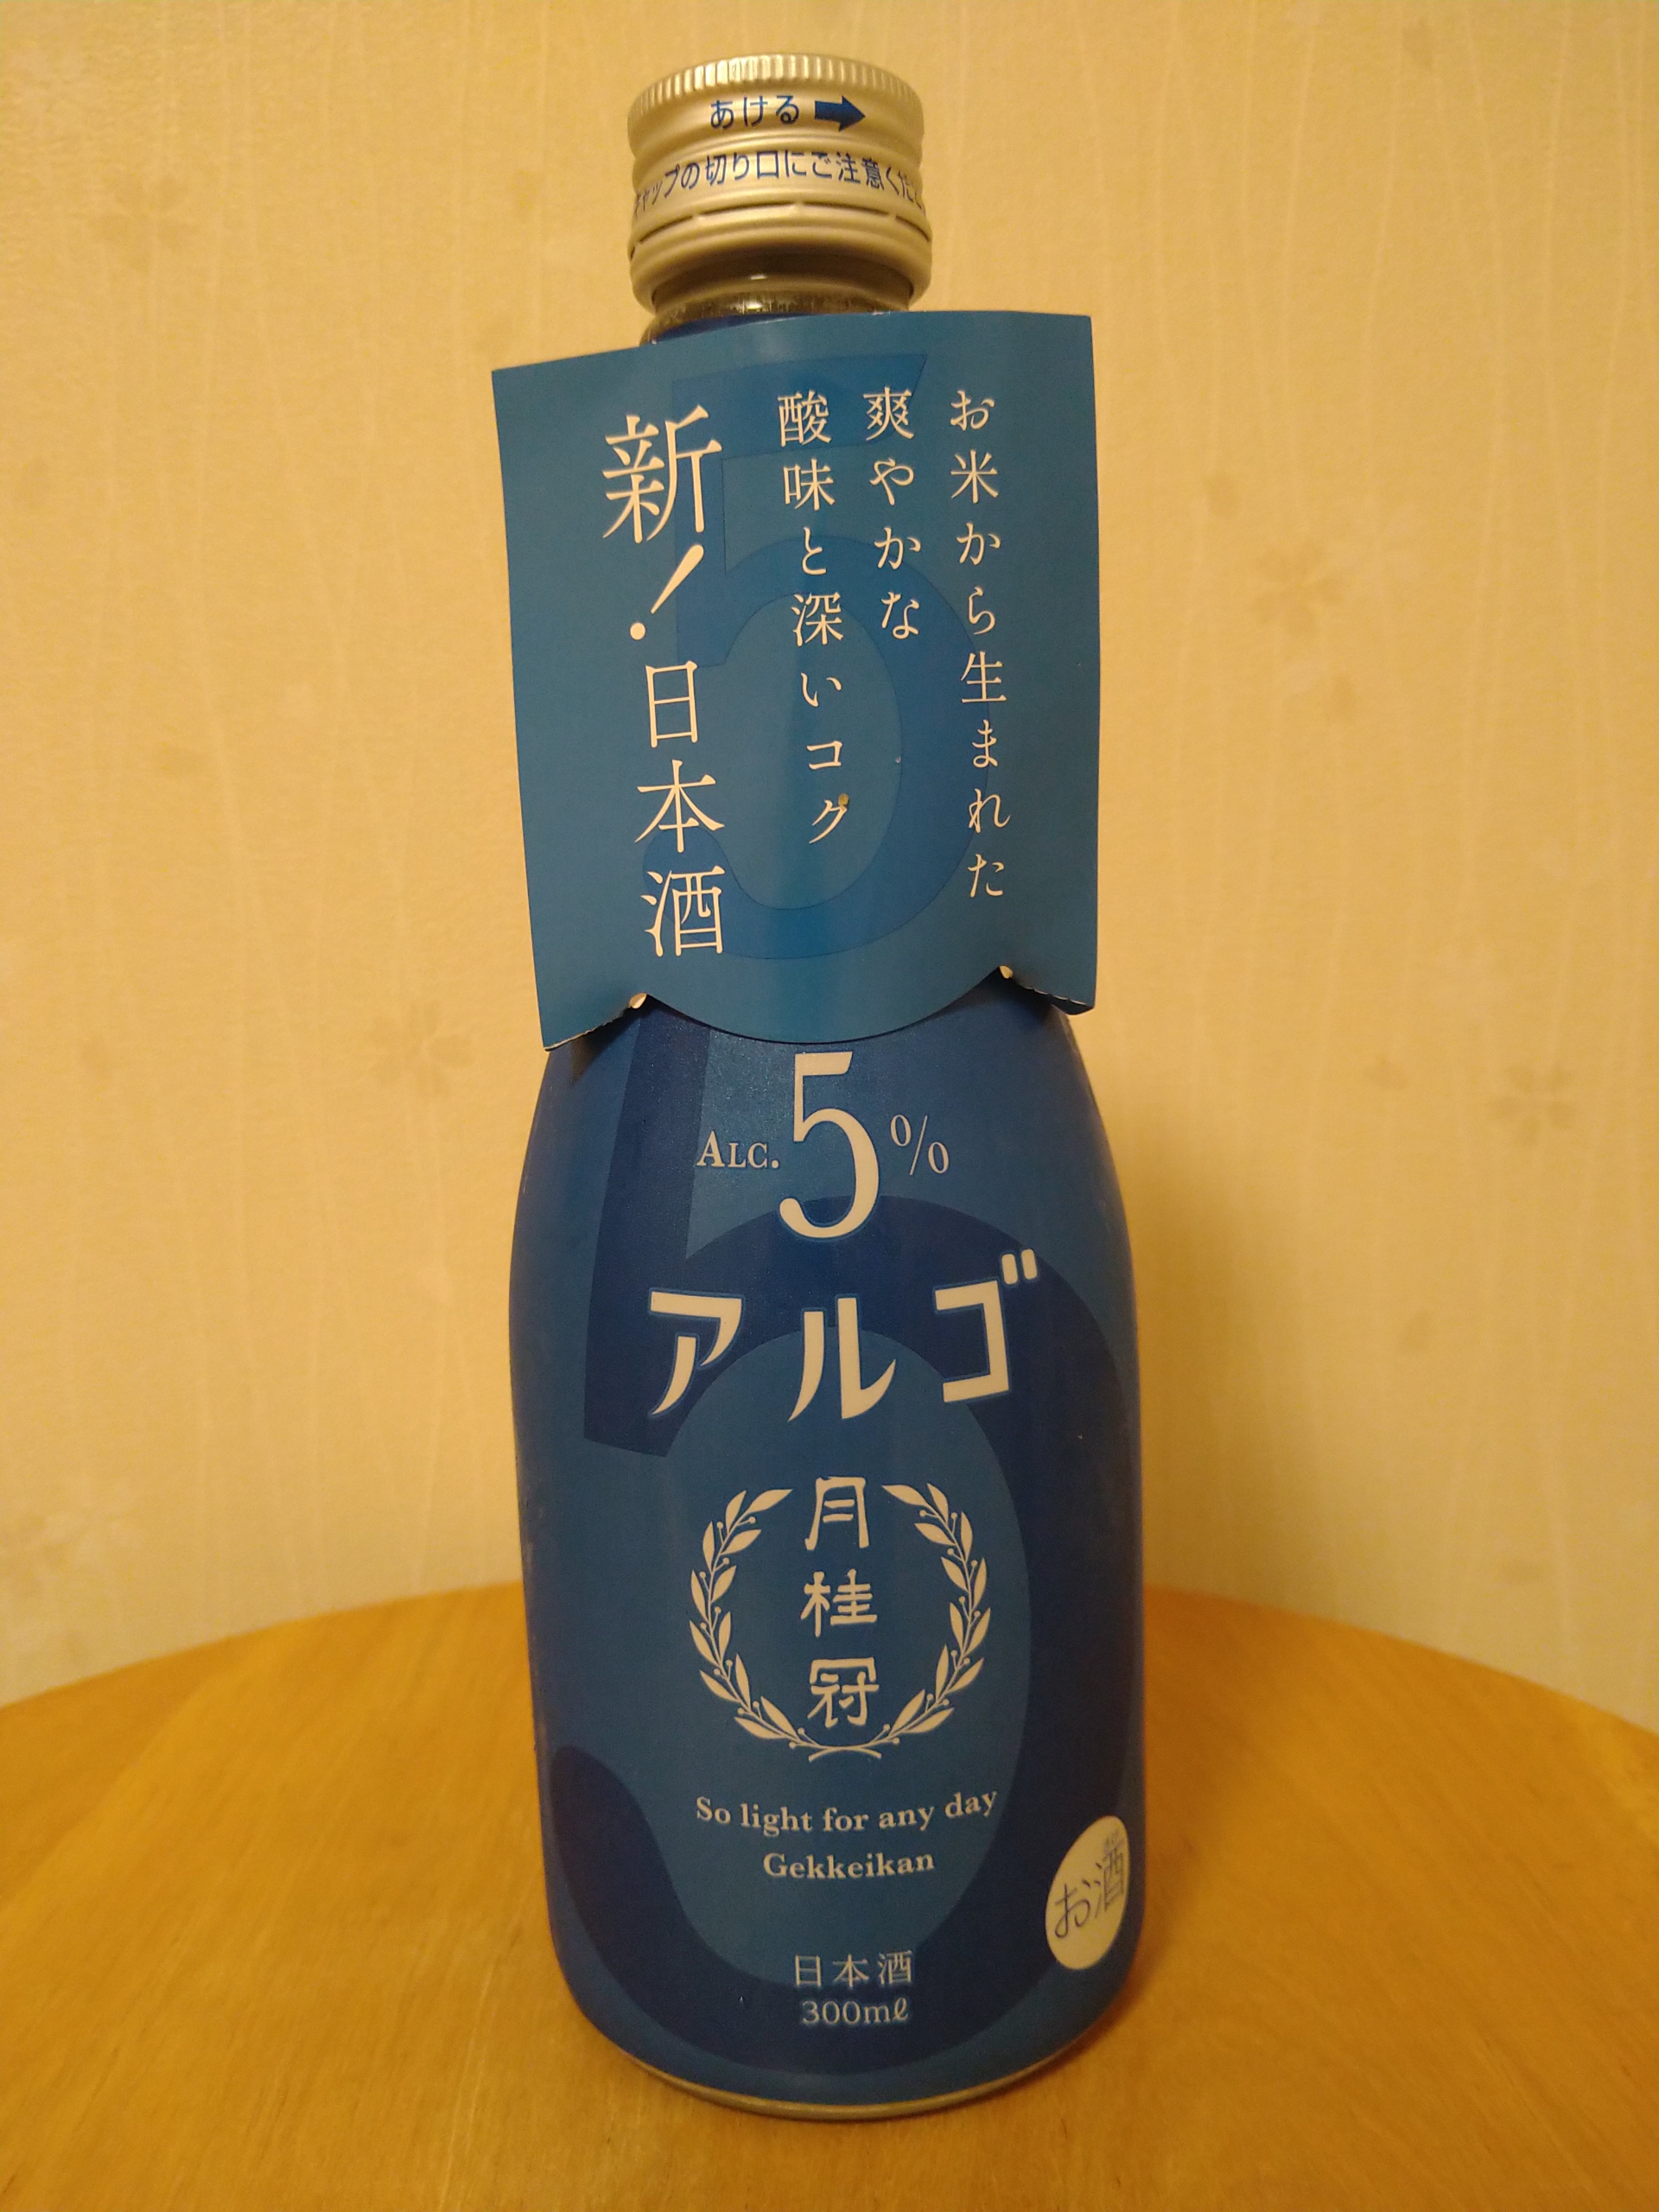 あける
キャップの切り口にご注意くださ
お米から生まれた
爽やかな
酸味と深いコク
新!日本酒
ALC.5%
アルゴ
月桂冠
So light for any day
Gekkeikan
お酒
日本酒
300mℓ